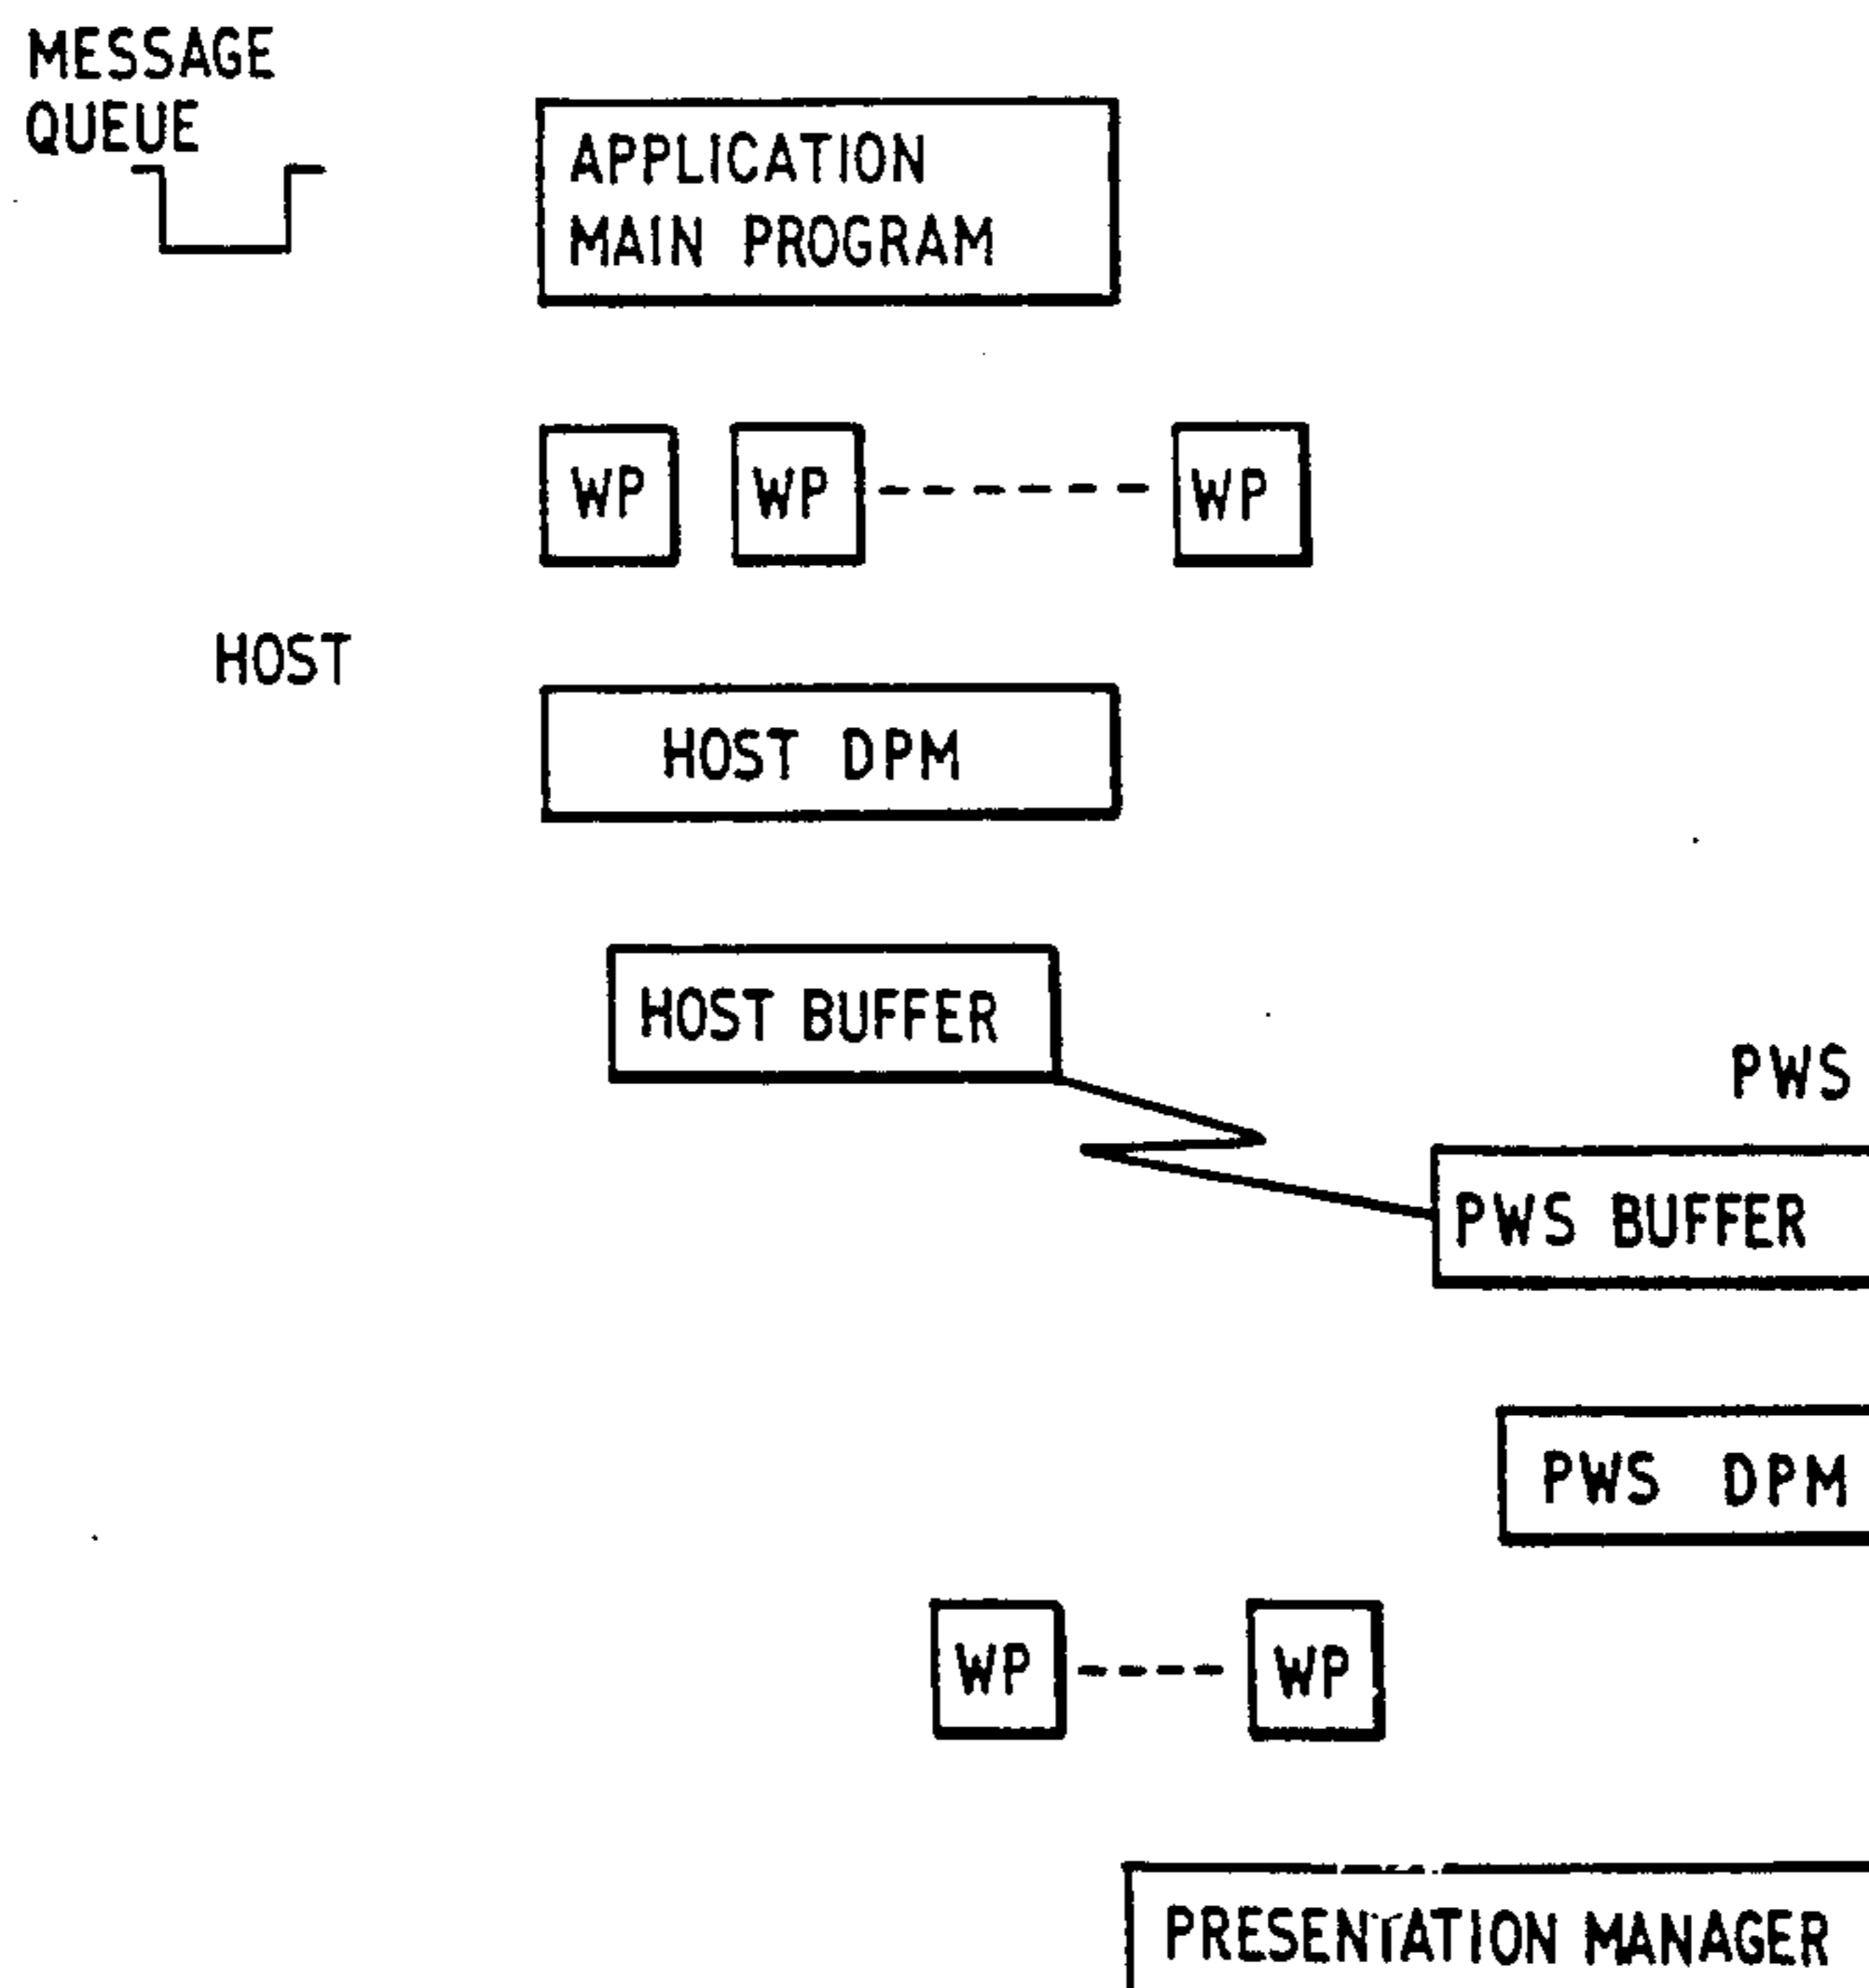 MESSAGE
QUEUE
APPLICATION
MAIN PROGRAM
WP WP WP
HOST
HOST DPM
HOST BUFFER
PWS
PWS BUFFER
PWS DPM
WP WP
PRESENTATION MANAGER